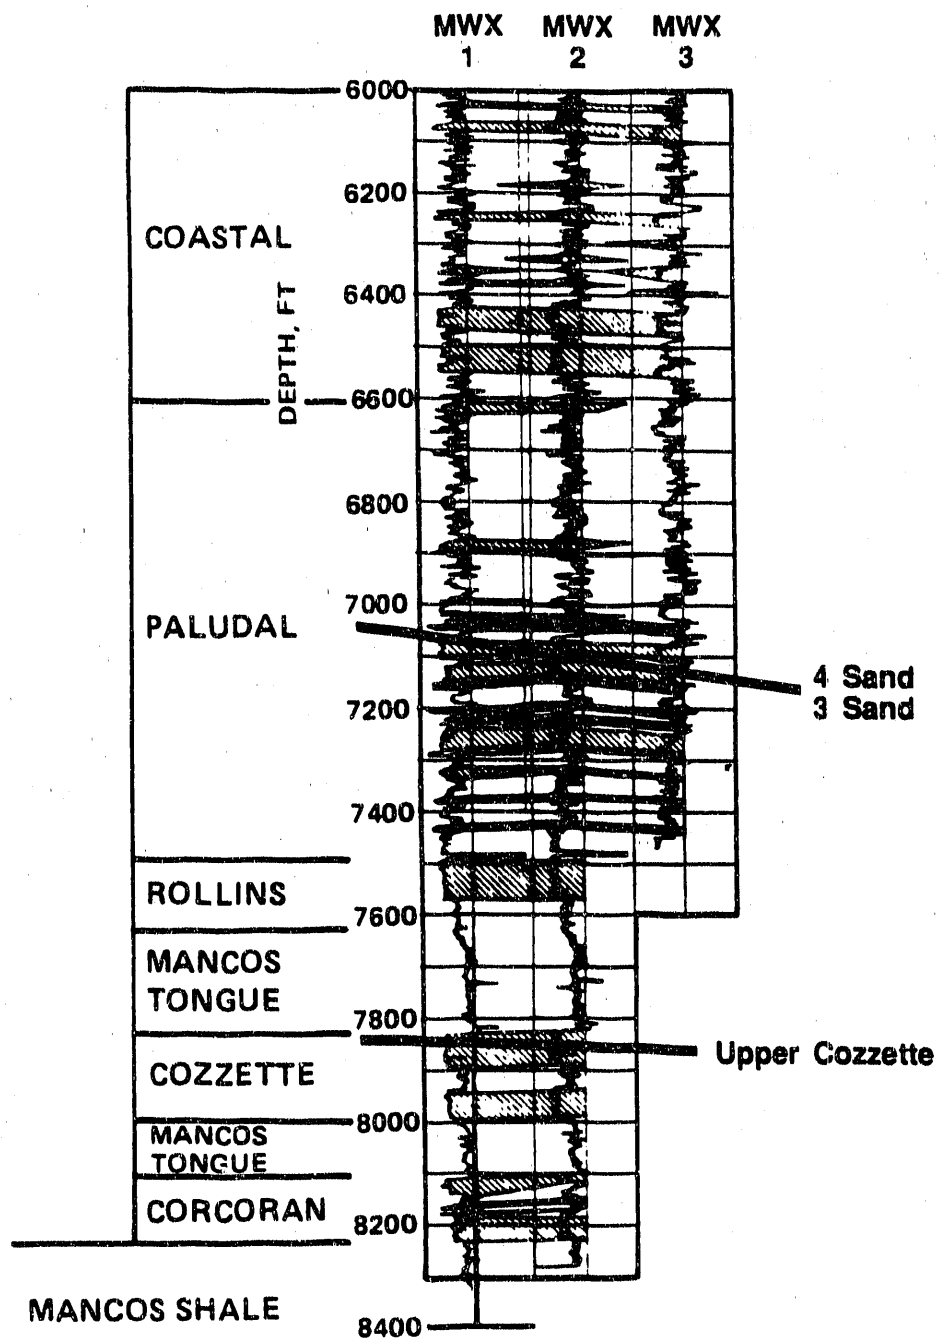 MWX MWX MWX
1 2 3
6000
6200
COASTAL
6400
DEPTH, FT
6600
6800
7000
PALUDAL
4 Sand
3 Sand
7200
7400
ROLLINS
7600
MANCOS
TONGUE
7800
Upper Cozzette
COZZETTE
8000
MANCOS
TONGUE
CORCORAN
8200
MANCOS SHALE
8400